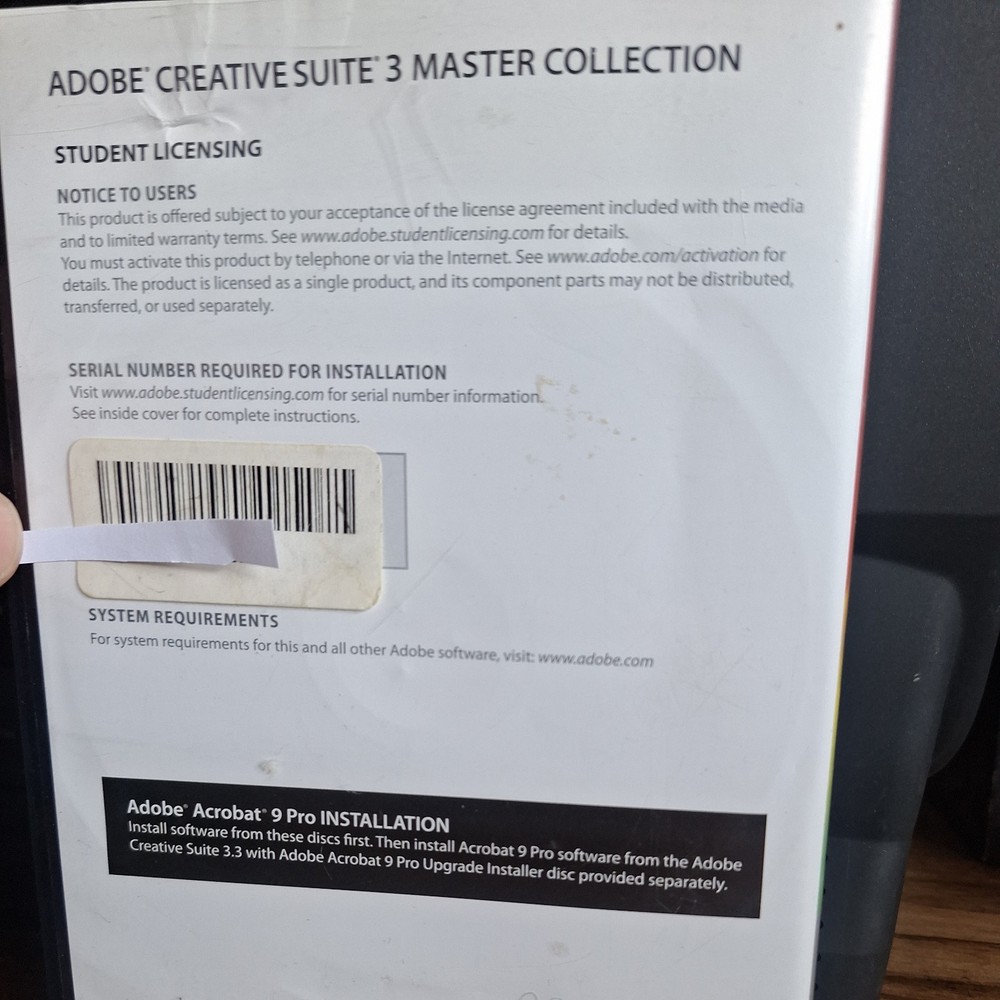 ADOBE® CREATIVE SUITE® 3 MASTER COLLECTION
STUDENT LICENSING
NOTICE TO USERS
This product is offered subject to your acceptance of the license agreement included with the media
and to limited warranty terms. See www.adobe.studentlicensing.com for details.
You must activate this product by telephone or via the Internet. See www.adobe.com/activation for
details. The product is licensed as a single product, and its component parts may not be distributed,
transferred, or used separately.
SERIAL NUMBER REQUIRED FOR INSTALLATION
Visit www.adobe.studentlicensing.com for serial number information.
See inside cover for complete instructions.
SYSTEM REQUIREMENTS
For system requirements for this and all other Adobe software, visit: www.adobe.com
Adobe® Acrobat® 9 Pro INSTALLATION
Install software from these discs first. Then install Acrobat 9 Pro software from the Adobe
Creative Suite 3.3 with Adobe Acrobat 9 Pro Upgrade Installer disc provided separately.